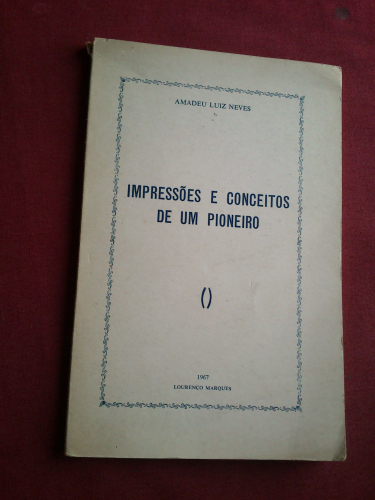 AMADEU LUIZ NEVES
IMPRESSÕES E CONCEITOS
DE UM PIONEIRO
()
1967
LOURENÇO MARQUES